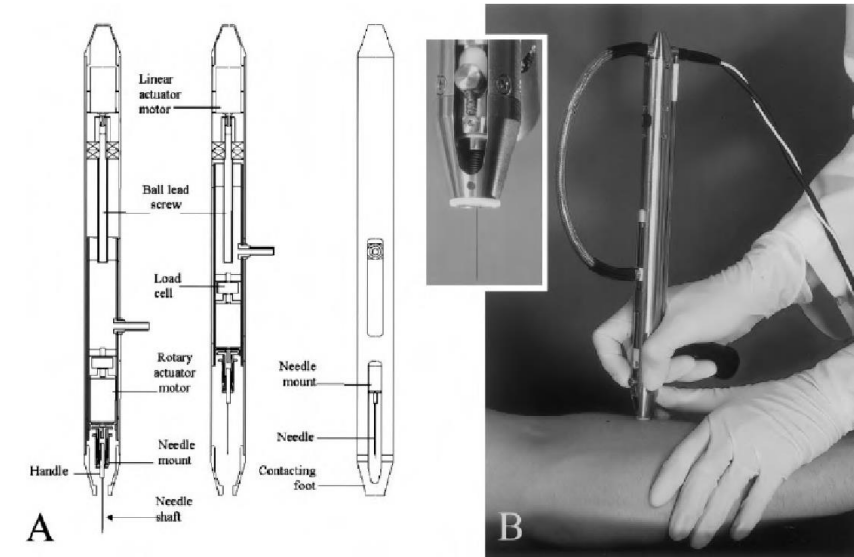 Linear
actuator
motor
Ball lead
screw
Load
cell
Rotary
actuator
motor
Needle
mount
Needle
mount
Handle
Needle
Contacting
foot
Needle
shaft
A
B